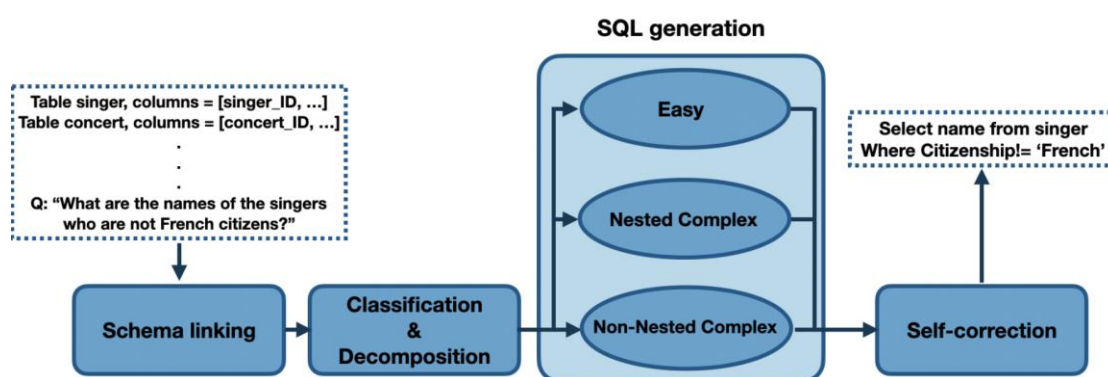 SQL generation
Table singer, columns = [singer_ID, ...]
Table concert, columns = [concert_ID, ...]
.
.
.
Q: “What are the names of the singers
who are not French citizens?”
Schema linking
Classification
&
Decomposition
Easy
Nested Complex
Non-Nested Complex
Select name from singer
Where Citizenship!= ‘French’
Self-correction